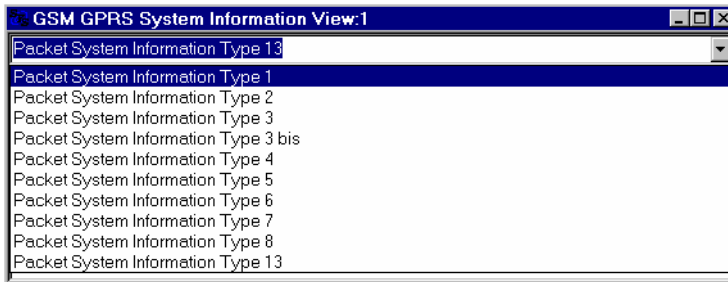 GSM GPRS System Information View:1
Packet System Information Type 13
Packet System Information Type 1
Packet System Information Type 2
Packet System Information Type 3
Packet System Information Type 3 bis
Packet System Information Type 4
Packet System Information Type 5
Packet System Information Type 6
Packet System Information Type 7
Packet System Information Type 8
Packet System Information Type 13